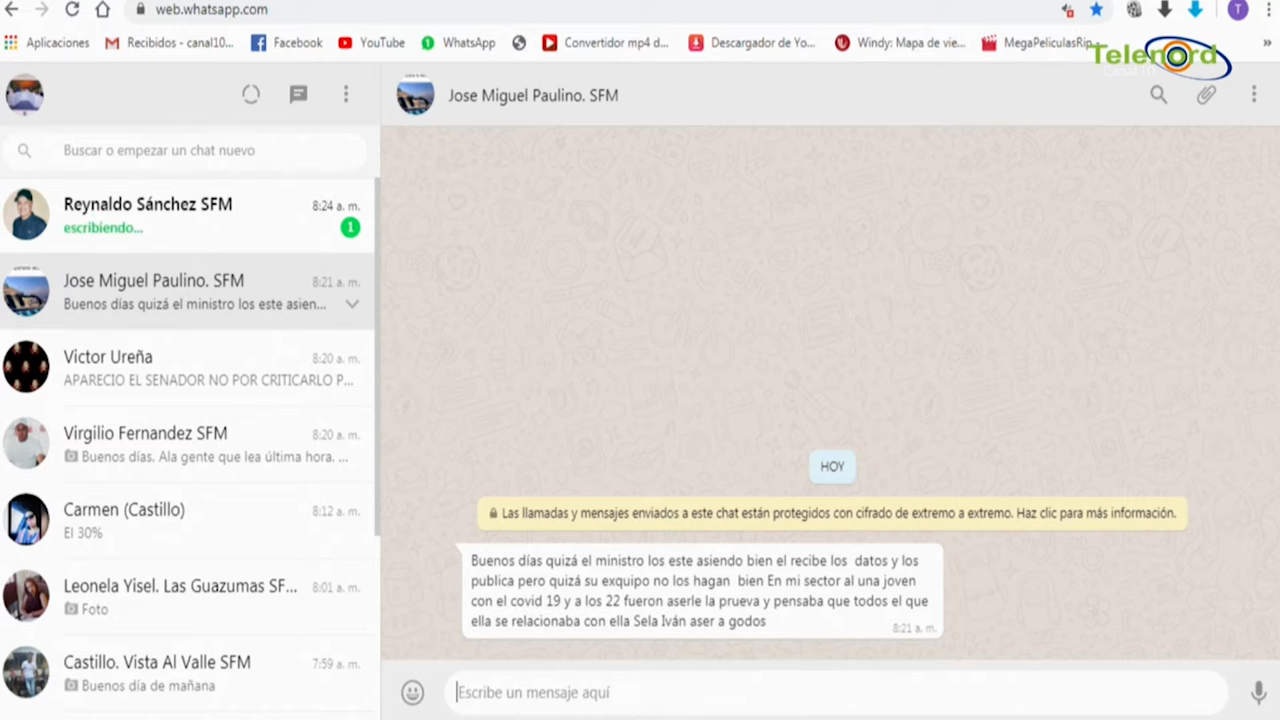 web.whatsapp.com
T
Aplicaciones
Recibidos - canal10...
Facebook
YouTube
WhatsApp
Convertidor mp4 d...
Descargador de Yo...
Windy: Mapa de vie...
MegaPeliculasRip...
»
Telenord
Jose Miguel Paulino. SFM
Buscar o empezar un chat nuevo
Reynaldo Sánchez SFM
8:24 a. m.
escribiendo...
1
Jose Miguel Paulino. SFM
8:21 a. m.
Buenos días quizá el ministro los este asien...
Victor Ureña
8:20 a. m.
APARECIO EL SENADOR NO POR CRITICARLO P...
Virgilio Fernandez SFM
8:20 a. m.
Buenos días. Ala gente que lea última hora. ...
Carmen (Castillo)
8:12 a. m.
El 30%
Leonela Yisel. Las Guazumas SF...
8:01 a. m.
Foto
Castillo. Vista Al Valle SFM
7:59 a. m.
Buenos día de mañana
HOY
Las llamadas y mensajes enviados a este chat están protegidos con cifrado de extremo a extremo. Haz clic para más información.
Buenos días quizá el ministro los este asiendo bien el recibe los datos y los
publica pero quizá su exquipo no los hagan bien En mi sector al una joven
con el covid 19 y a los 22 fueron aserle la prueva y pensaba que todos el que
ella se relacionaba con ella Sela Iván aser a godos
8:21 a. m.
Escribe un mensaje aquí